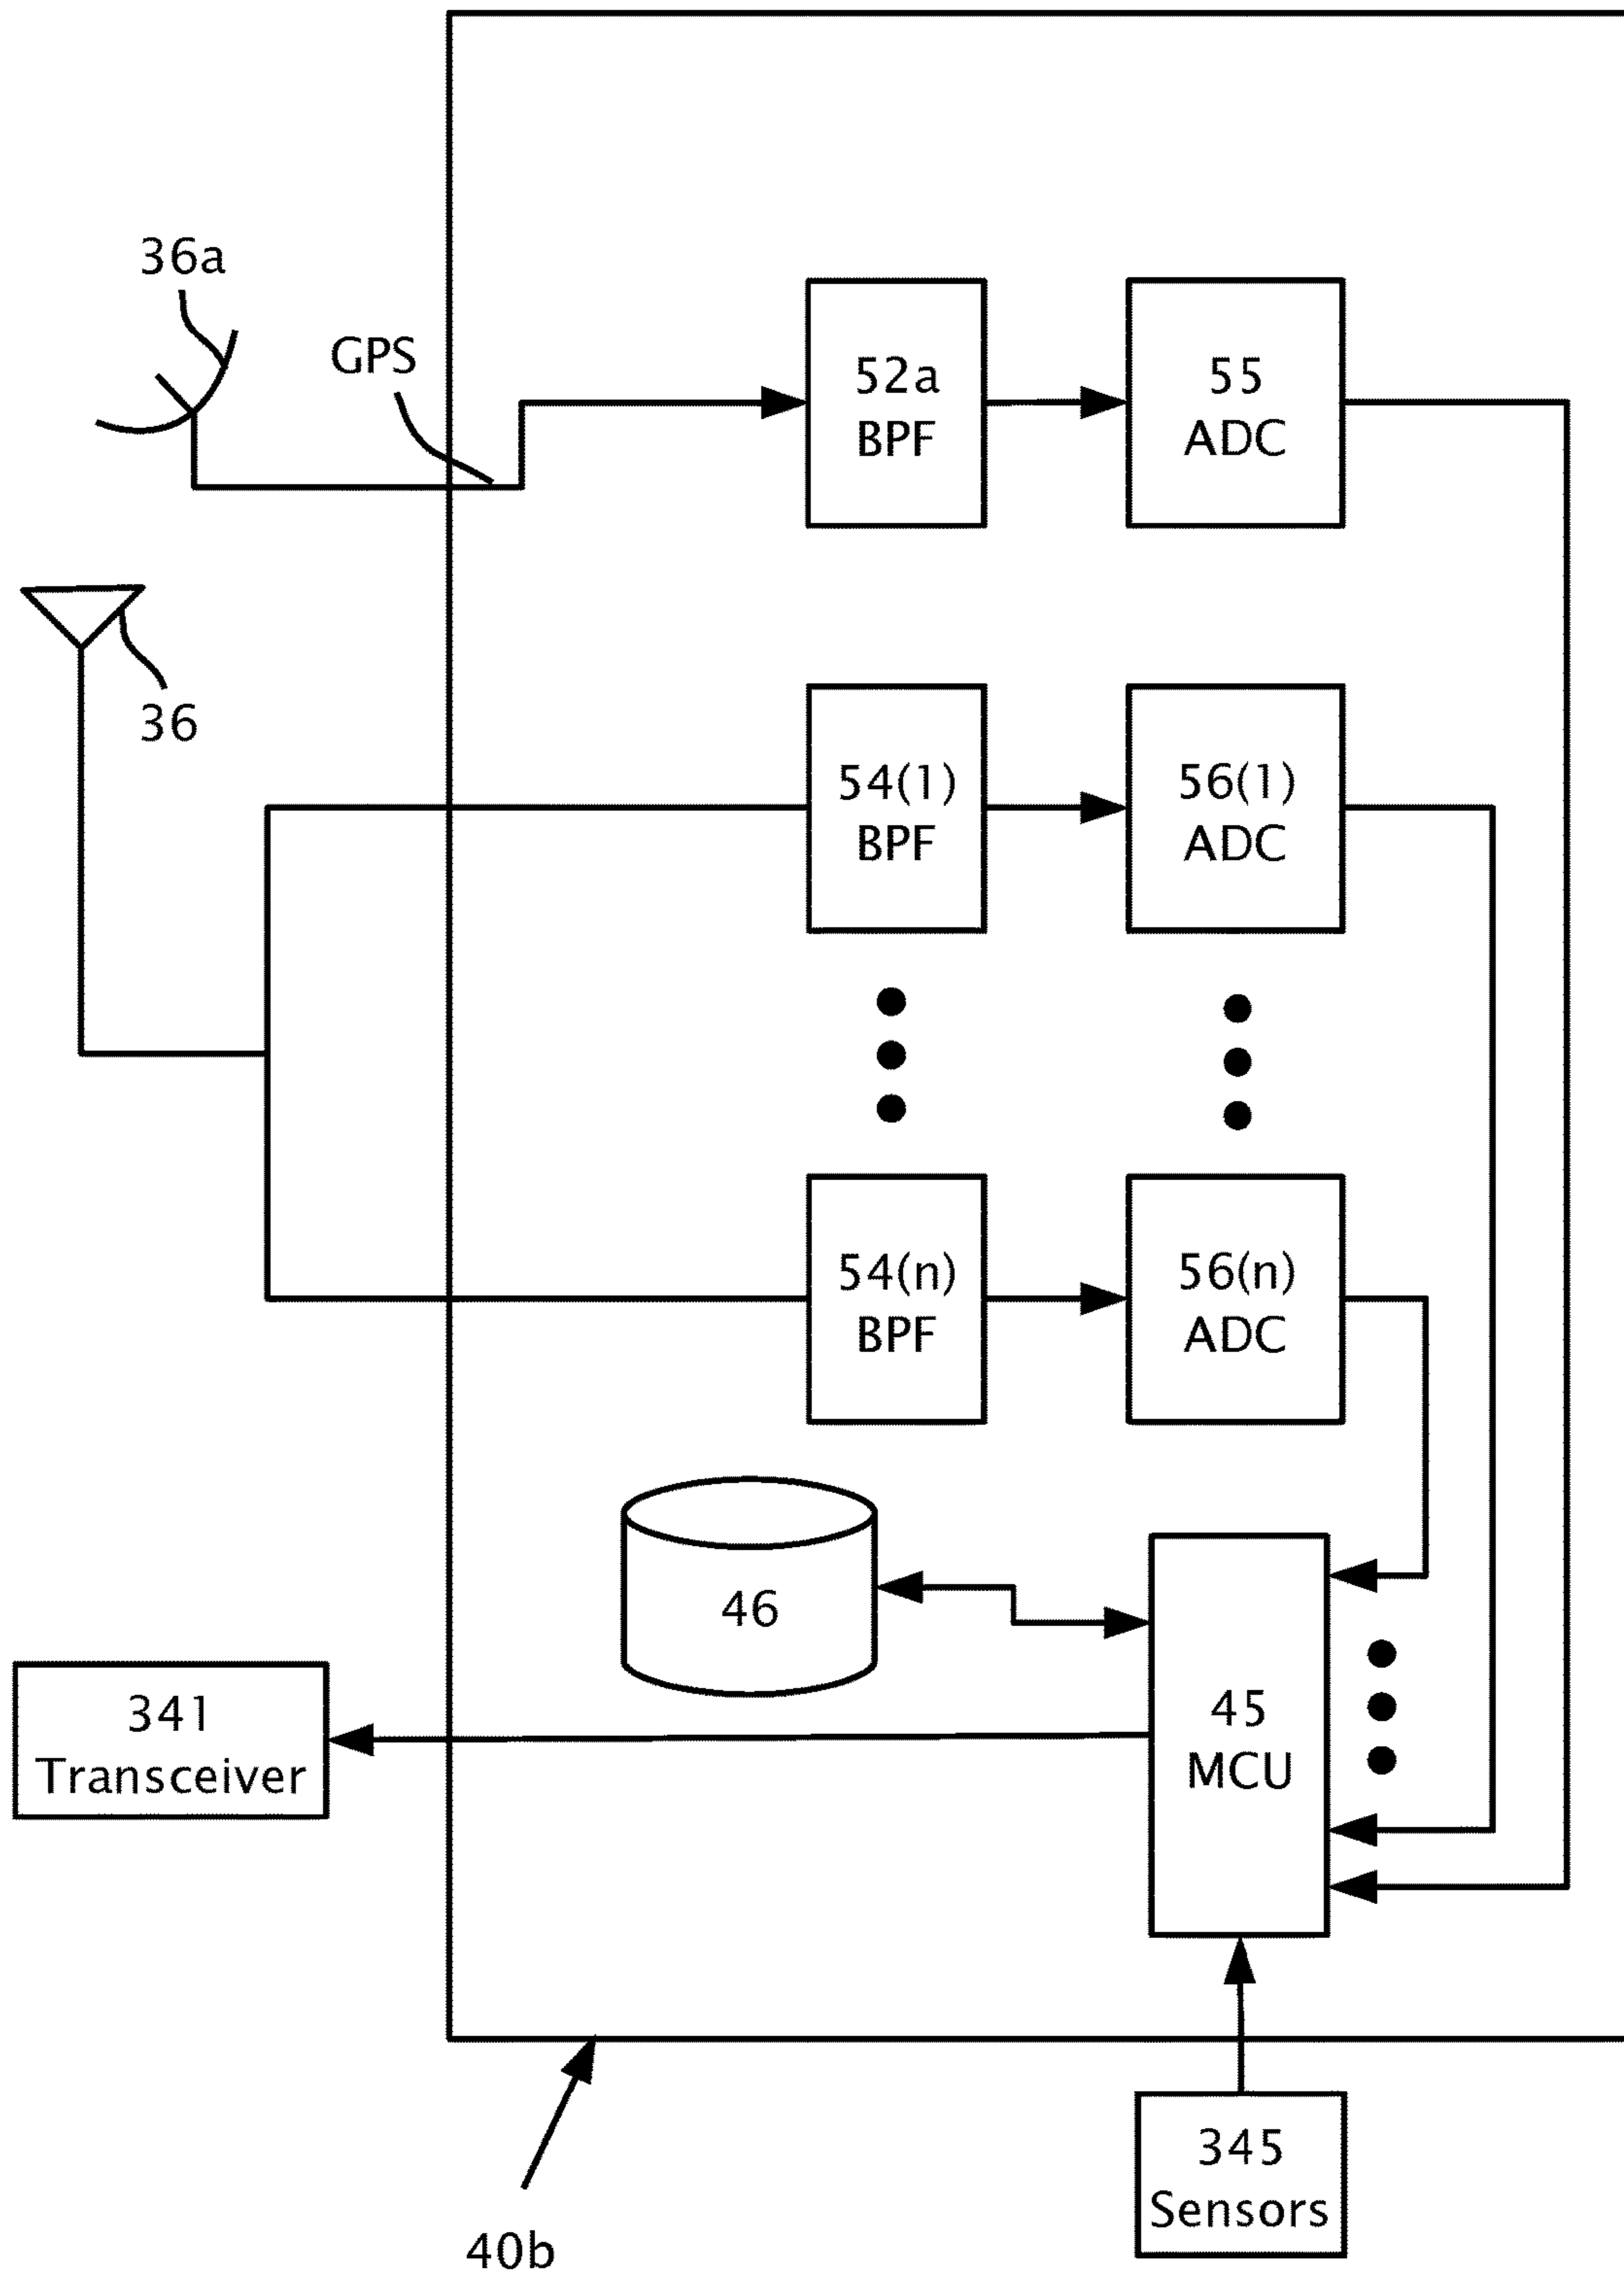 36a
GPS
52a
BPF
55
ADC
36
54(1)
BPF
56(1)
ADC
54(n)
BPF
56(n)
ADC
46
341
Transceiver
45
MCU
345
Sensors
40b